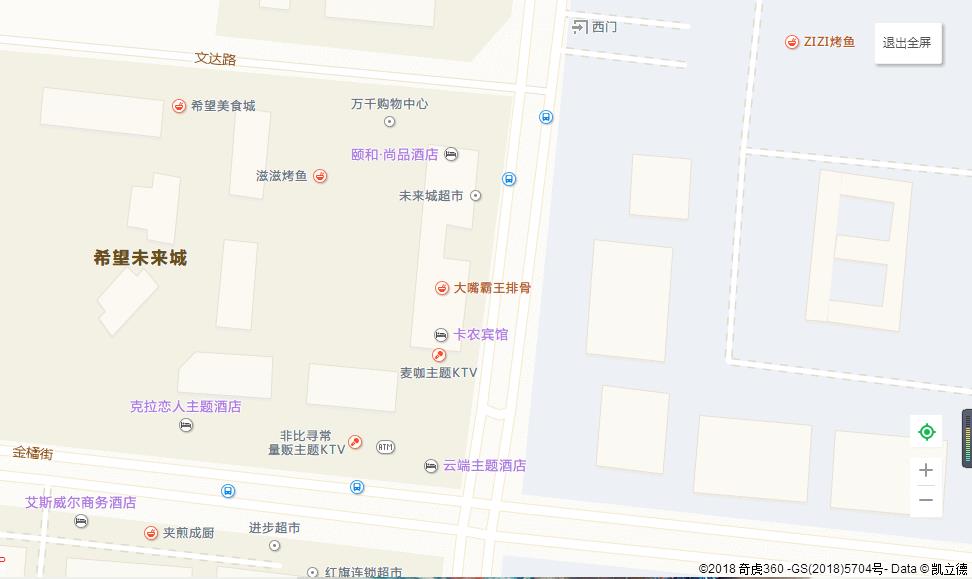 西门
ZIZI烤鱼
退出全屏
文达路
希望美食城
万千购物中心
颐和·尚品酒店
滋滋烤鱼
未来城超市
希望未来城
大嘴霸王排骨
卡农宾馆
麦咖主题KTV
克拉恋人主题酒店
非比寻常
量贩主题KTV
ATM
金橘街
云端主题酒店
艾斯威尔商务酒店
夹煎成厨
进步超市
红旗连锁超市
©2018 奇虎360 -GS(2018)5704号- Data © 凯立德